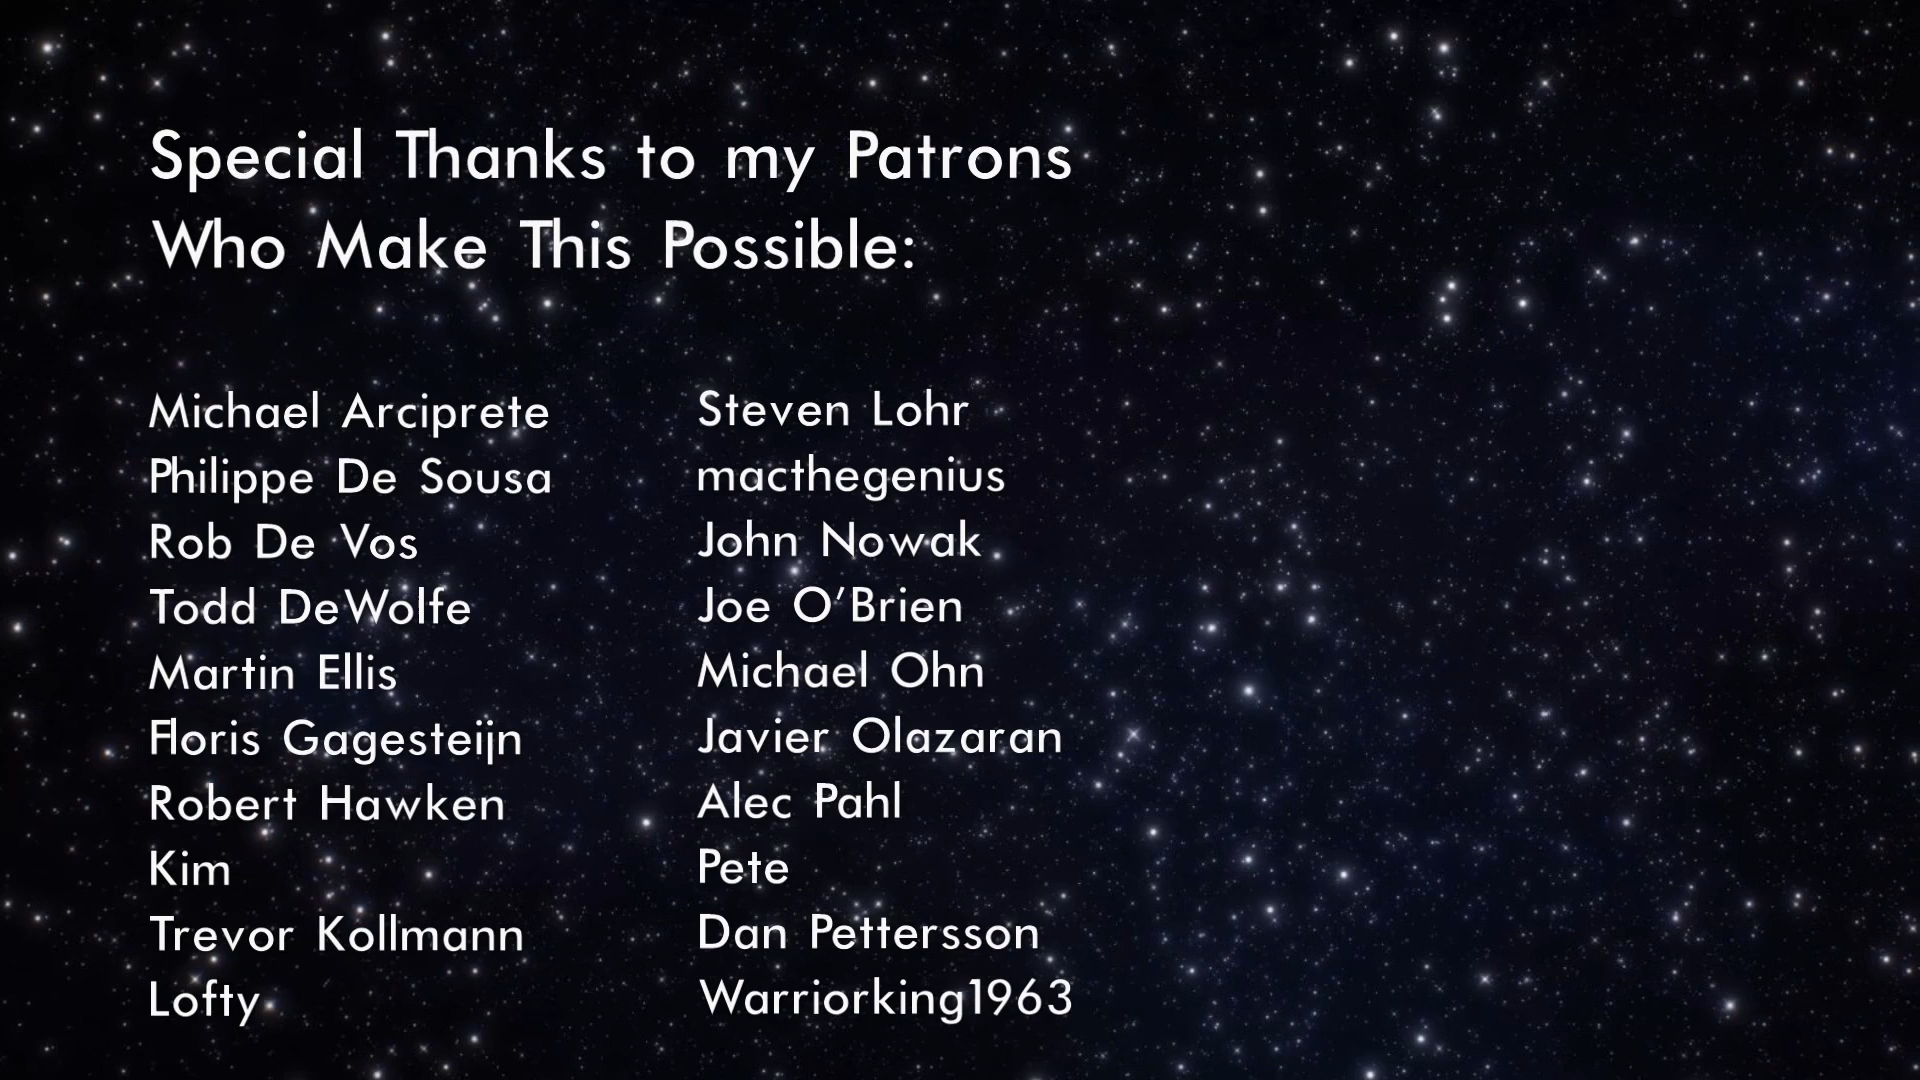 Special Thanks to my Patrons
Who Make This Possible:
Michael Arciprete
Philippe De Sousa
Rob De Vos
Todd DeWolfe
Martin Ellis
Floris Gagesteijn
Robert Hawken
Kim
Trevor Kollmann
Lofty
Steven Lohr
macthegenius
John Nowak
Joe O’Brien
Michael Ohn
Javier Olazaran
Alec Pahl
Pete
Dan Pettersson
Warriorking1963